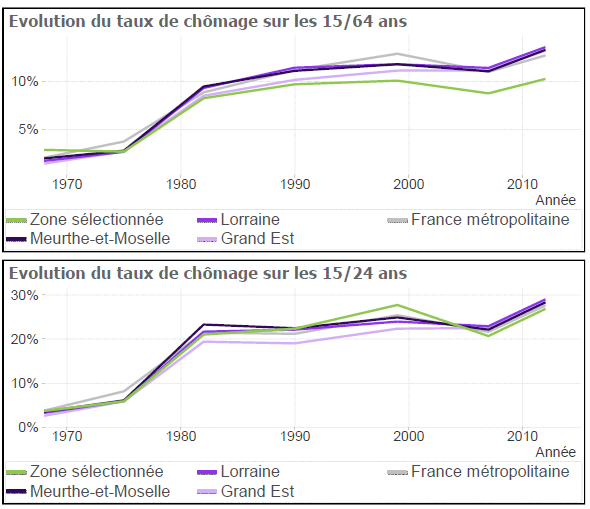 Evolution du taux de chômage sur les 15/64 ans
10%
5%
1970 1980 1990 2000 2010
Année
Zone sélectionnée Lorraine France métropolitaine
Meurthe-et-Moselle Grand Est
Evolution du taux de chômage sur les 15/24 ans
30%
20%
10%
0%
1970 1980 1990 2000 2010
Année
Zone sélectionnée Lorraine France métropolitaine
Meurthe-et-Moselle Grand Est